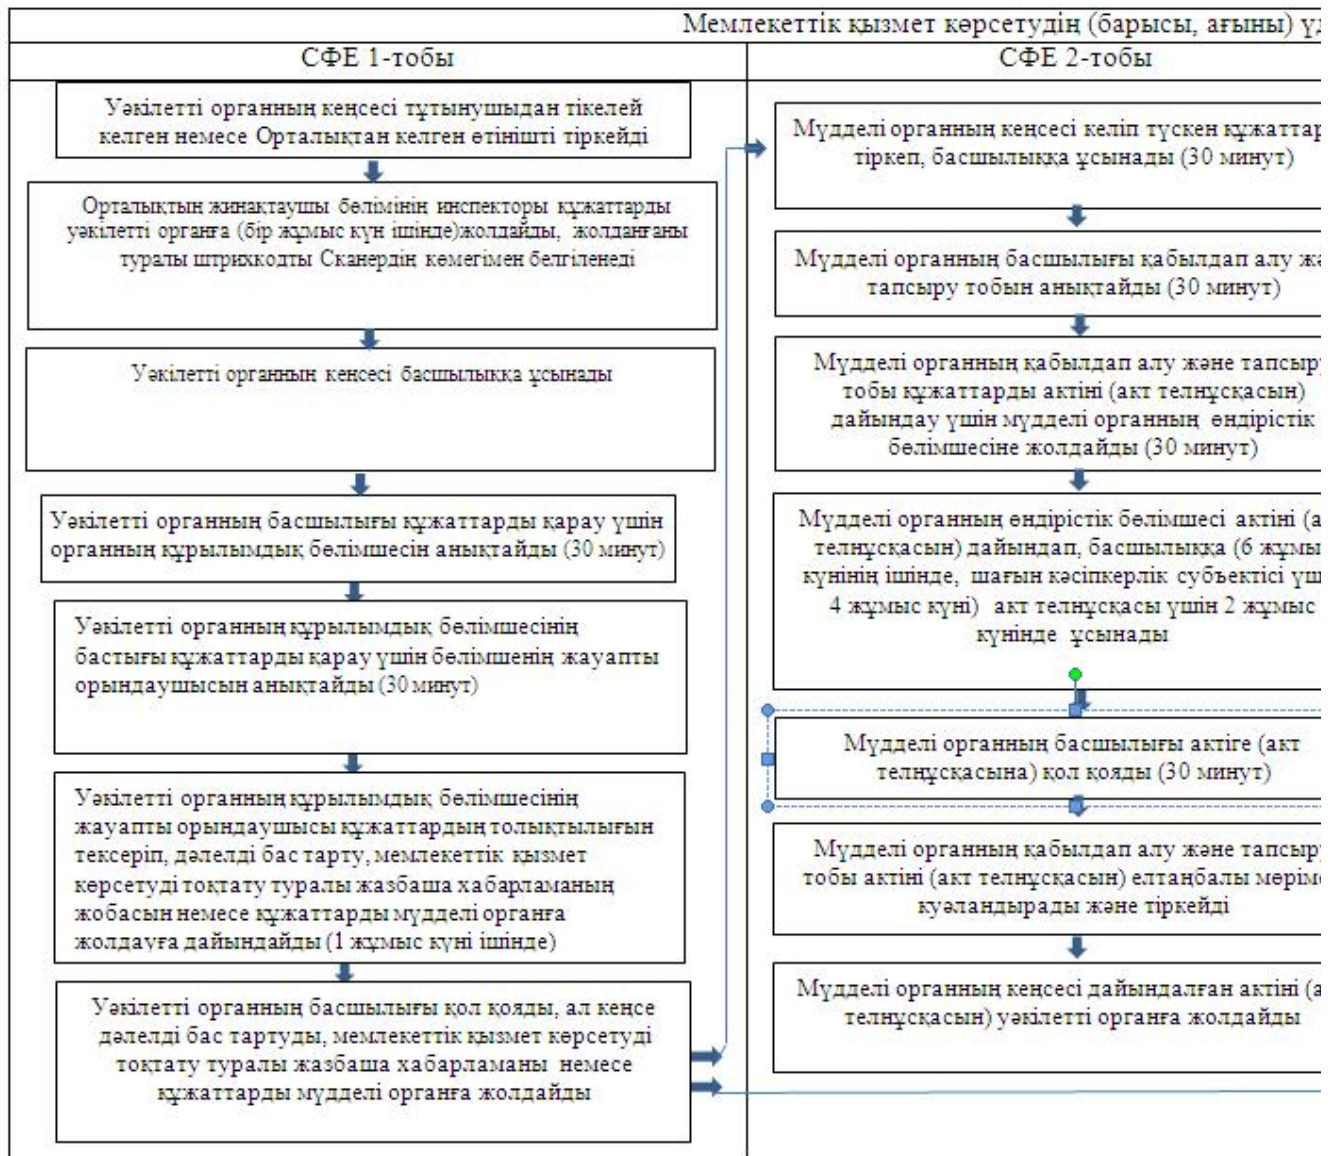 Мемлекеттік қызмет көрсетудің (барысы, ағыны)
СФЕ 1-тобы
Уәкілетті органның кеңсесі тұтынушыдан тікелей
келген немесе Орталықтан келген өтінішті тіркейді
Орталықтың жинақтаушы бөлімінің инспекторы құжаттарды
уәкілетті органға (бір жұмыс күн ішінде)жолдайды, жолданғаны
туралы штрихкодты Сканердің көмегімен белгіленеді
Уәкілетті органның кеңсесі басшылыққа ұсынады
Уәкілетті органның басшылығы құжаттарды қарау үшін
органның құрылымдық бөлімшесін анықтайды (30 минут)
Уәкілетті органның құрылымдық бөлімшесінің
бастығы құжаттарды қарау үшін бөлімшенің жауапты
орындаушысын анықтайды (30 минут)
Уәкілетті органның құрылымдық бөлімшесінің
жауапты орындаушысы құжаттардың толықтылығын
тексеріп, дәлелді бас тарту, мемлекеттік қызмет
көрсетуді тоқтату туралы жазбаша хабарламаның
жобасын немесе құжаттарды мүдделі органға
жолдауға дайындайды (1 жұмыс күні ішінде)
Уәкілетті органның басшылығы қол қояды, ал кеңсе
дәлелді бас тартуды, мемлекеттік қызмет көрсетуді
тоқтату туралы жазбаша хабарламаны немесе
құжаттарды мүдделі органға жолдайды
СФЕ 2-тобы
Мүдделі органның кеңсесі келіп түскен
тіркеп, басшылыққа ұсынады (30 минут)
Мүдделі органның басшылығы қабылдап алу
тапсыру тобын анықтайды (30 минут)
Мүдделі органның қабылдап алу және
тобы құжаттарды актіні (акт телнұсқасын)
дайындау үшін мүдделі органның өндірістік
бөлімшесіне жолдайды (30 минут)
Мүдделі органның өндірістік бөлімшесі актіні
телнұсқасын) дайындап, басшылыққа (6
күнінің ішінде, шағын кәсіпкерлік субъектісі
4 жұмыс күні) акт телнұсқасы үшін 2 жұмыс
күнінде ұсынады
Мүдделі органның басшылығы актіге (акт
телнұсқасына) қол қояды (30 минут)
Мүдделі органның қабылдап алу және
тобы актіні (акт телнұсқасын) елтаңбалы
куәландырады және тіркейді
Мүдделі органның кеңсесі дайындалған актіні
телнұсқасын) уәкілетті органға жолдайды